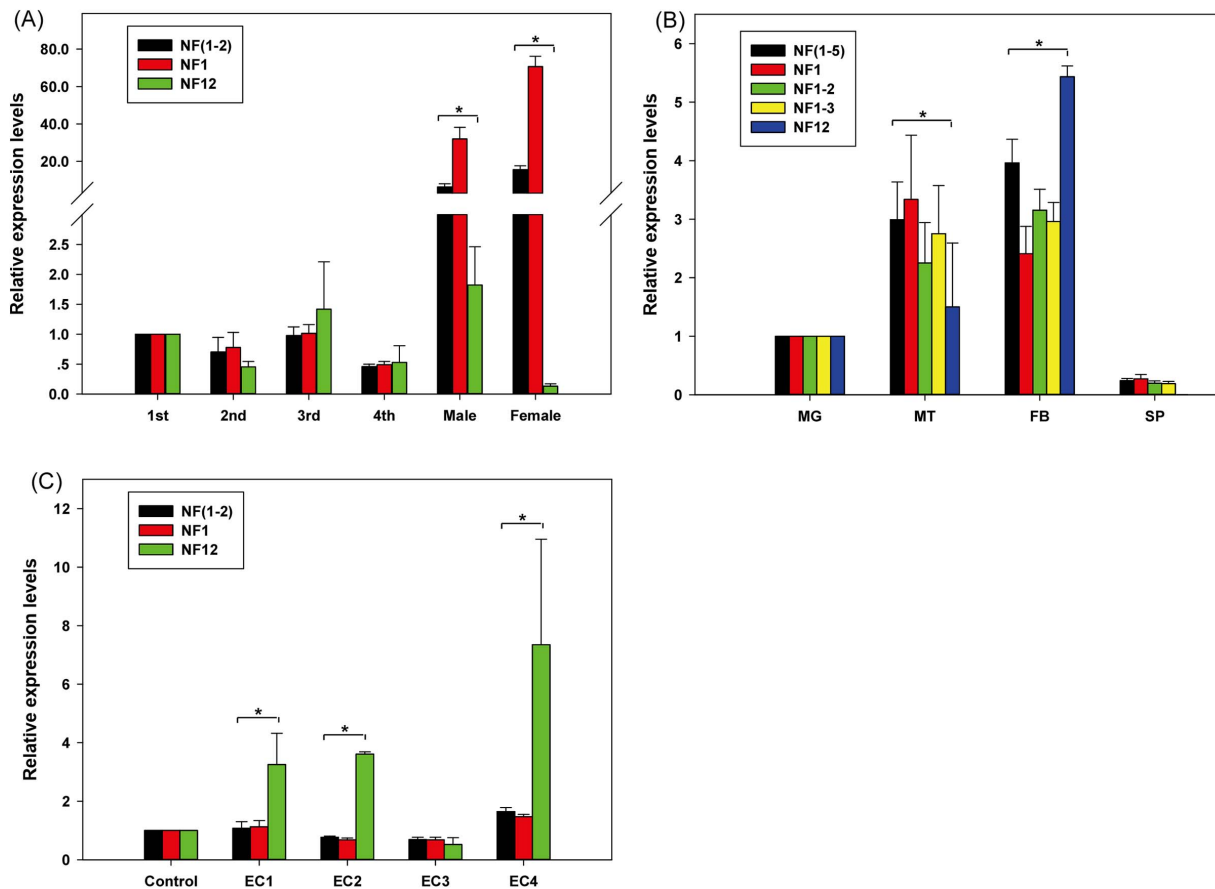 (A)
NF(1-2)
NF1
NF12
*
*
Relative expression levels
80.0
60.0
40.0
20.0
2.5
2.0
1.5
1.0
.5
0.0
1st 2nd 3rd 4th Male Female
(B)
NF(1-5)
NF1
NF1-2
NF1-3
NF12
*
*
Relative expression levels
6
5
4
3
2
1
0
MG MT FB SP
(C)
NF(1-2)
NF1
NF12
*
*
*
Relative expression levels
12
10
8
6
4
2
0
Control EC1 EC2 EC3 EC4